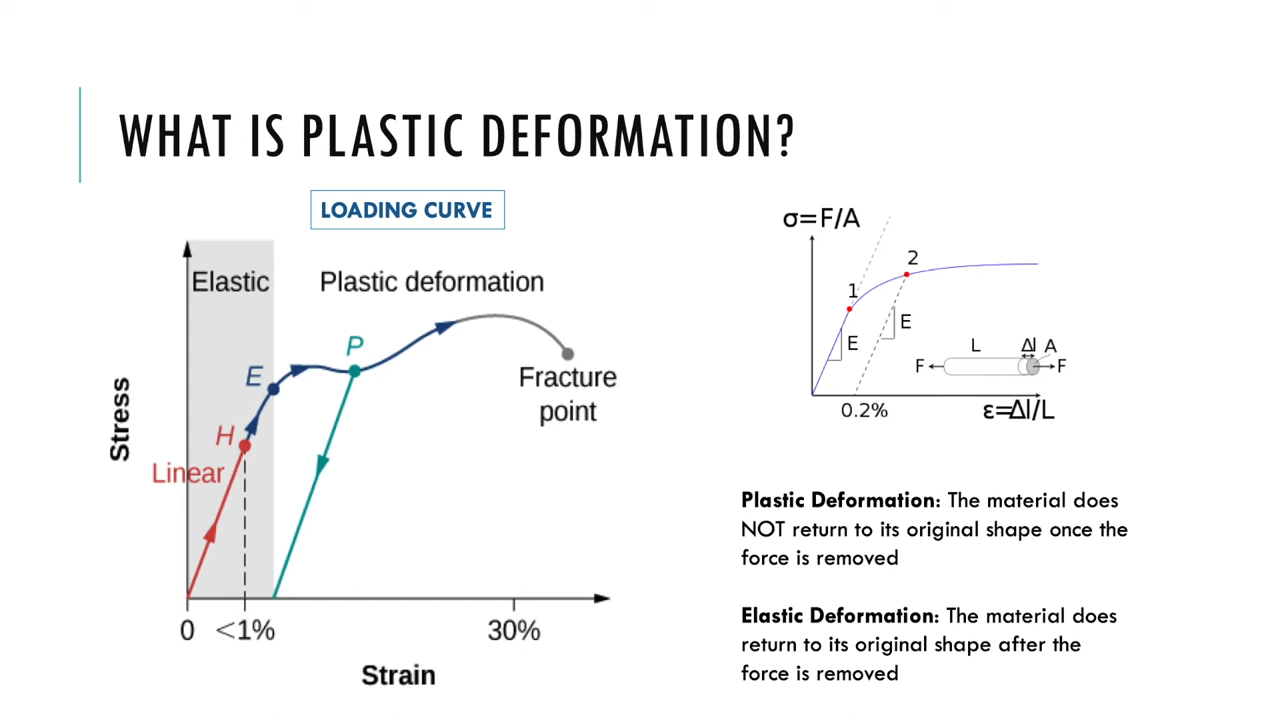 WHAT IS PLASTIC DEFORMATION?
LOADING CURVE
Elastic
Plastic deformation
P
E
H
Linear
Fracture
point
Stress
0
<1%
30%
Strain
σ=F/A
2
1
E
E
L
Δl
A
F
F
0.2%
ε=Δl/L
Plastic Deformation: The material does
NOT return to its original shape once the
force is removed
Elastic Deformation: The material does
return to its original shape after the
force is removed